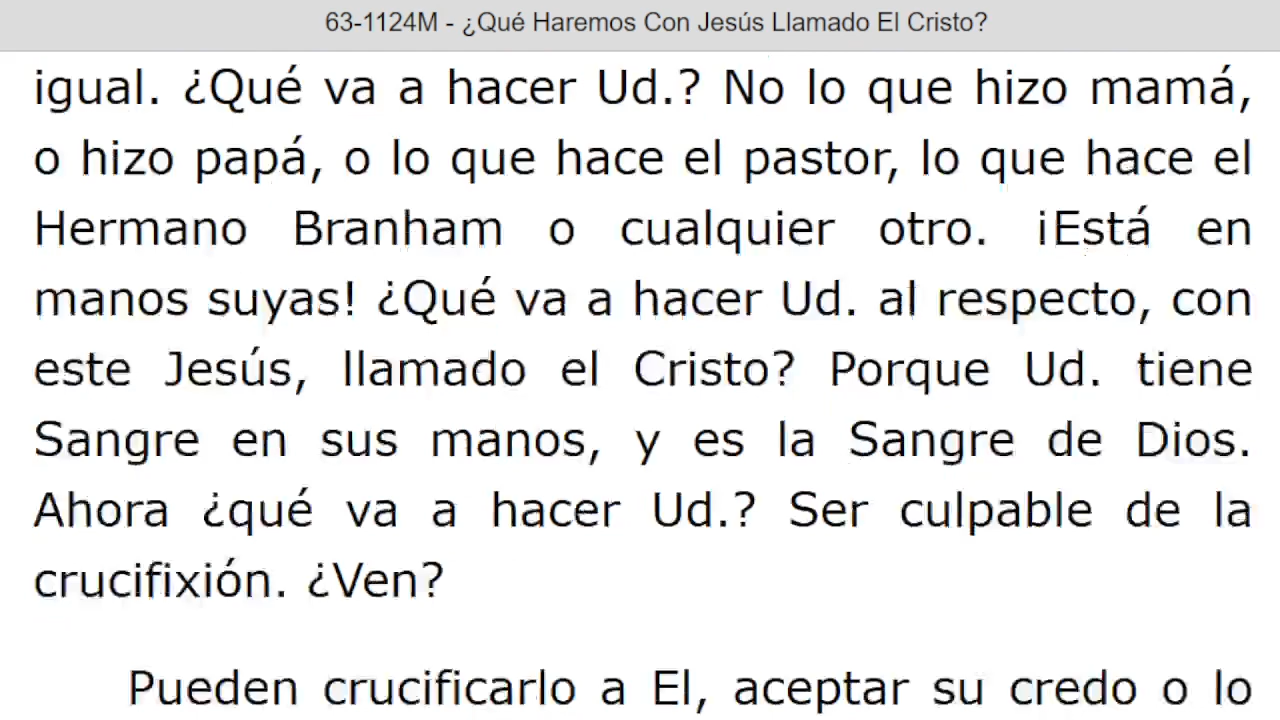 63-1124M - ¿Qué Haremos Con Jesús Llamado El Cristo?
igual. ¿Qué va a hacer Ud.? No lo que hizo mamá,
o hizo papá, o lo que hace el pastor, lo que hace el
Hermano Branham o cualquier otro. ¡Está en
manos suyas! ¿Qué va a hacer Ud. al respecto, con
este Jesús, llamado el Cristo? Porque Ud. tiene
Sangre en sus manos, y es la Sangre de Dios.
Ahora ¿qué va a hacer Ud.? Ser culpable de la
crucifixión. ¿Ven?
Pueden crucificarlo a El, aceptar su credo o lo